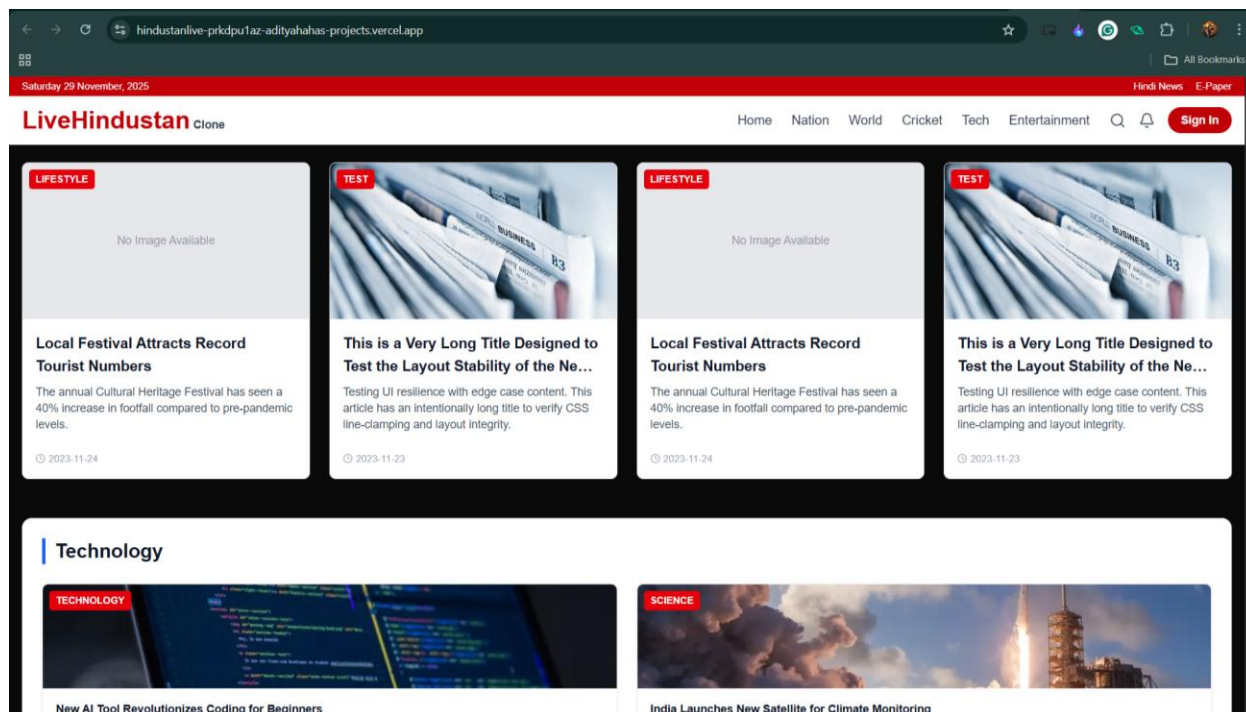 hindustanlive-prkdpu1az-adityahahas-projects.vercel.app
All Bookmarks
Saturday 29 November, 2025
Hindi News E-Paper
LiveHindustan Clone
Home Nation World Cricket Tech Entertainment Sign In
LIFESTYLE
No Image Available
Local Festival Attracts Record
Tourist Numbers
The annual Cultural Heritage Festival has seen a
40% increase in footfall compared to pre-pandemic
levels.
2023-11-24
TEST
WORLD BUSINESS
B3
This is a Very Long Title Designed to
Test the Layout Stability of the Ne...
Testing UI resilience with edge case content. This
article has an intentionally long title to verify CSS
line-clamping and layout integrity.
2023-11-23
LIFESTYLE
No Image Available
Local Festival Attracts Record
Tourist Numbers
The annual Cultural Heritage Festival has seen a
40% increase in footfall compared to pre-pandemic
levels.
2023-11-24
TEST
WORLD BUSINESS
B3
This is a Very Long Title Designed to
Test the Layout Stability of the Ne...
Testing UI resilience with edge case content. This
article has an intentionally long title to verify CSS
line-clamping and layout integrity.
2023-11-23
Technology
TECHNOLOGY
New AI Tool Revolutionizes Coding for Beginners
SCIENCE
India Launches New Satellite for Climate Monitoring